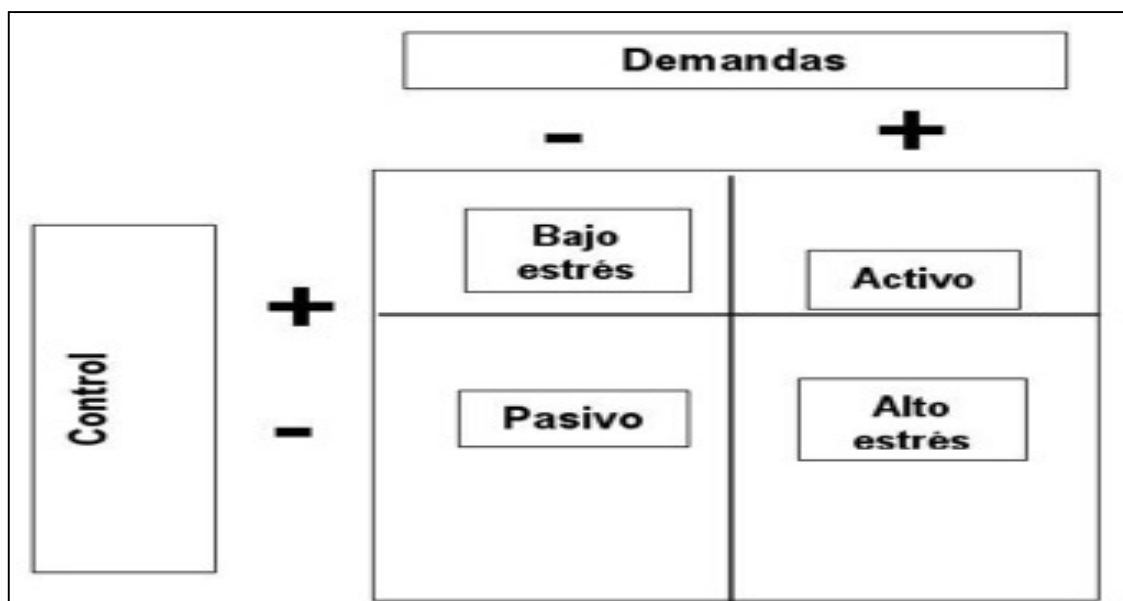 Demandas
- +
Bajo
estrés
Activo
+
Control
-
Pasivo
Alto
estrés